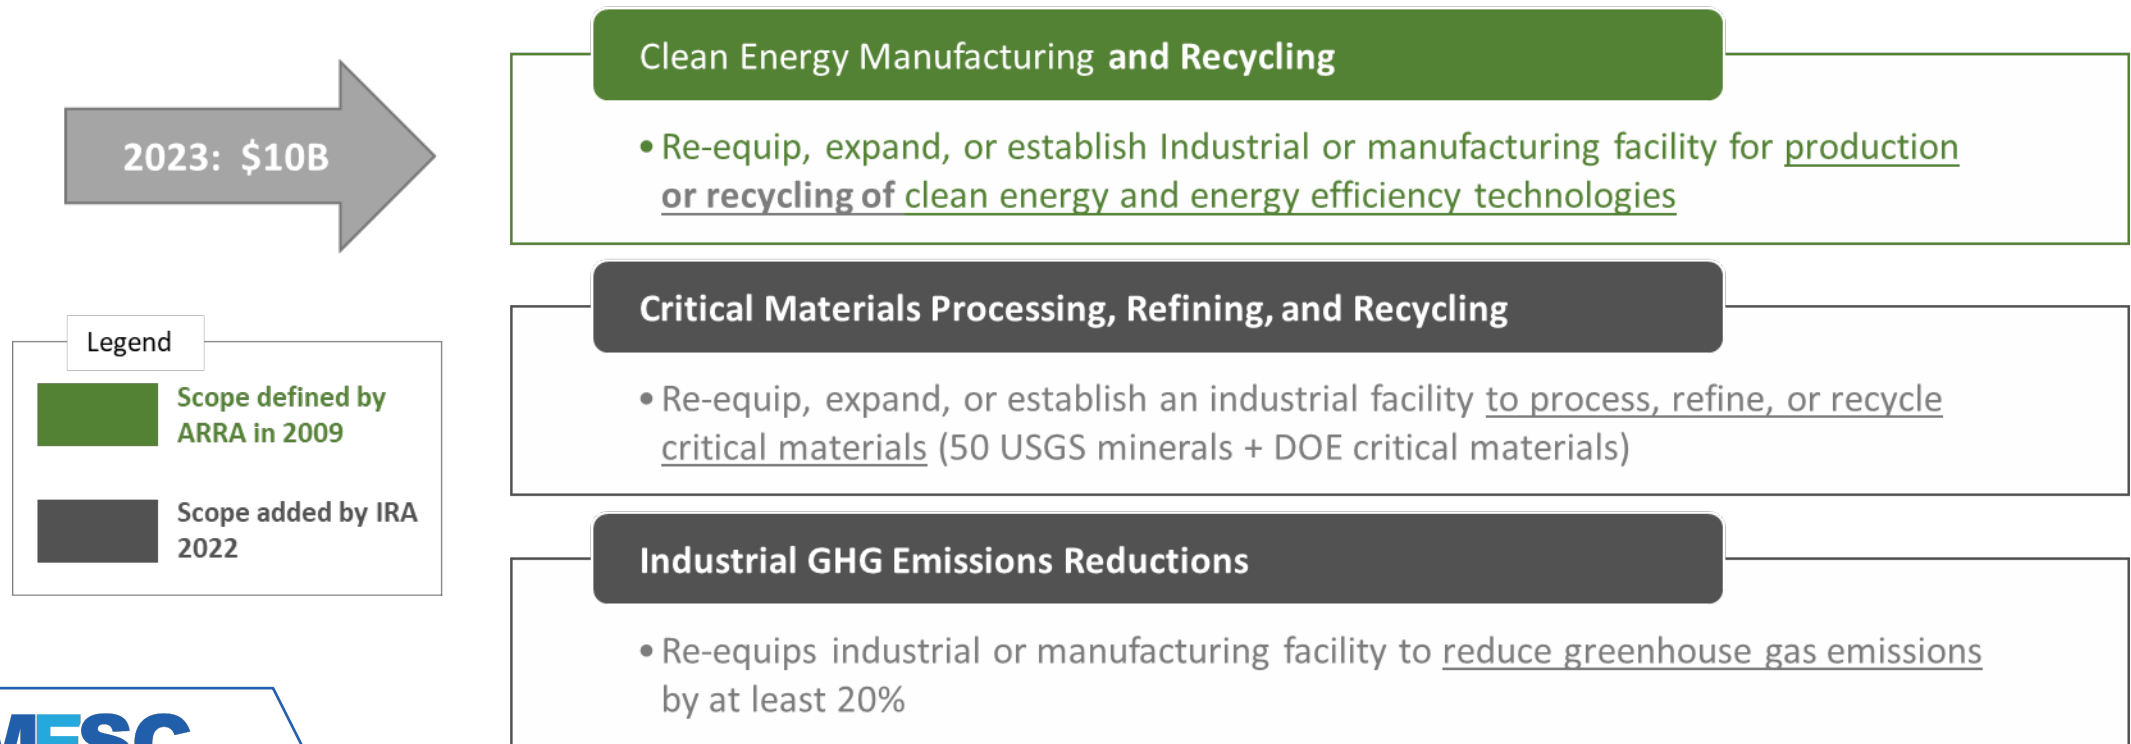 Clean Energy Manufacturing and Recycling
2023: $10B
• Re-equip, expand, or establish Industrial or manufacturing facility for production
or recycling of clean energy and energy efficiency technologies
Critical Materials Processing, Refining, and Recycling
• Re-equip, expand, or establish an industrial facility to process, refine, or recycle
critical materials (50 USGS minerals + DOE critical materials)
Legend
Scope defined by
ARRA in 2009
Scope added by IRA
2022
Industrial GHG Emissions Reductions
• Re-equips industrial or manufacturing facility to reduce greenhouse gas emissions
by at least 20%
MESC